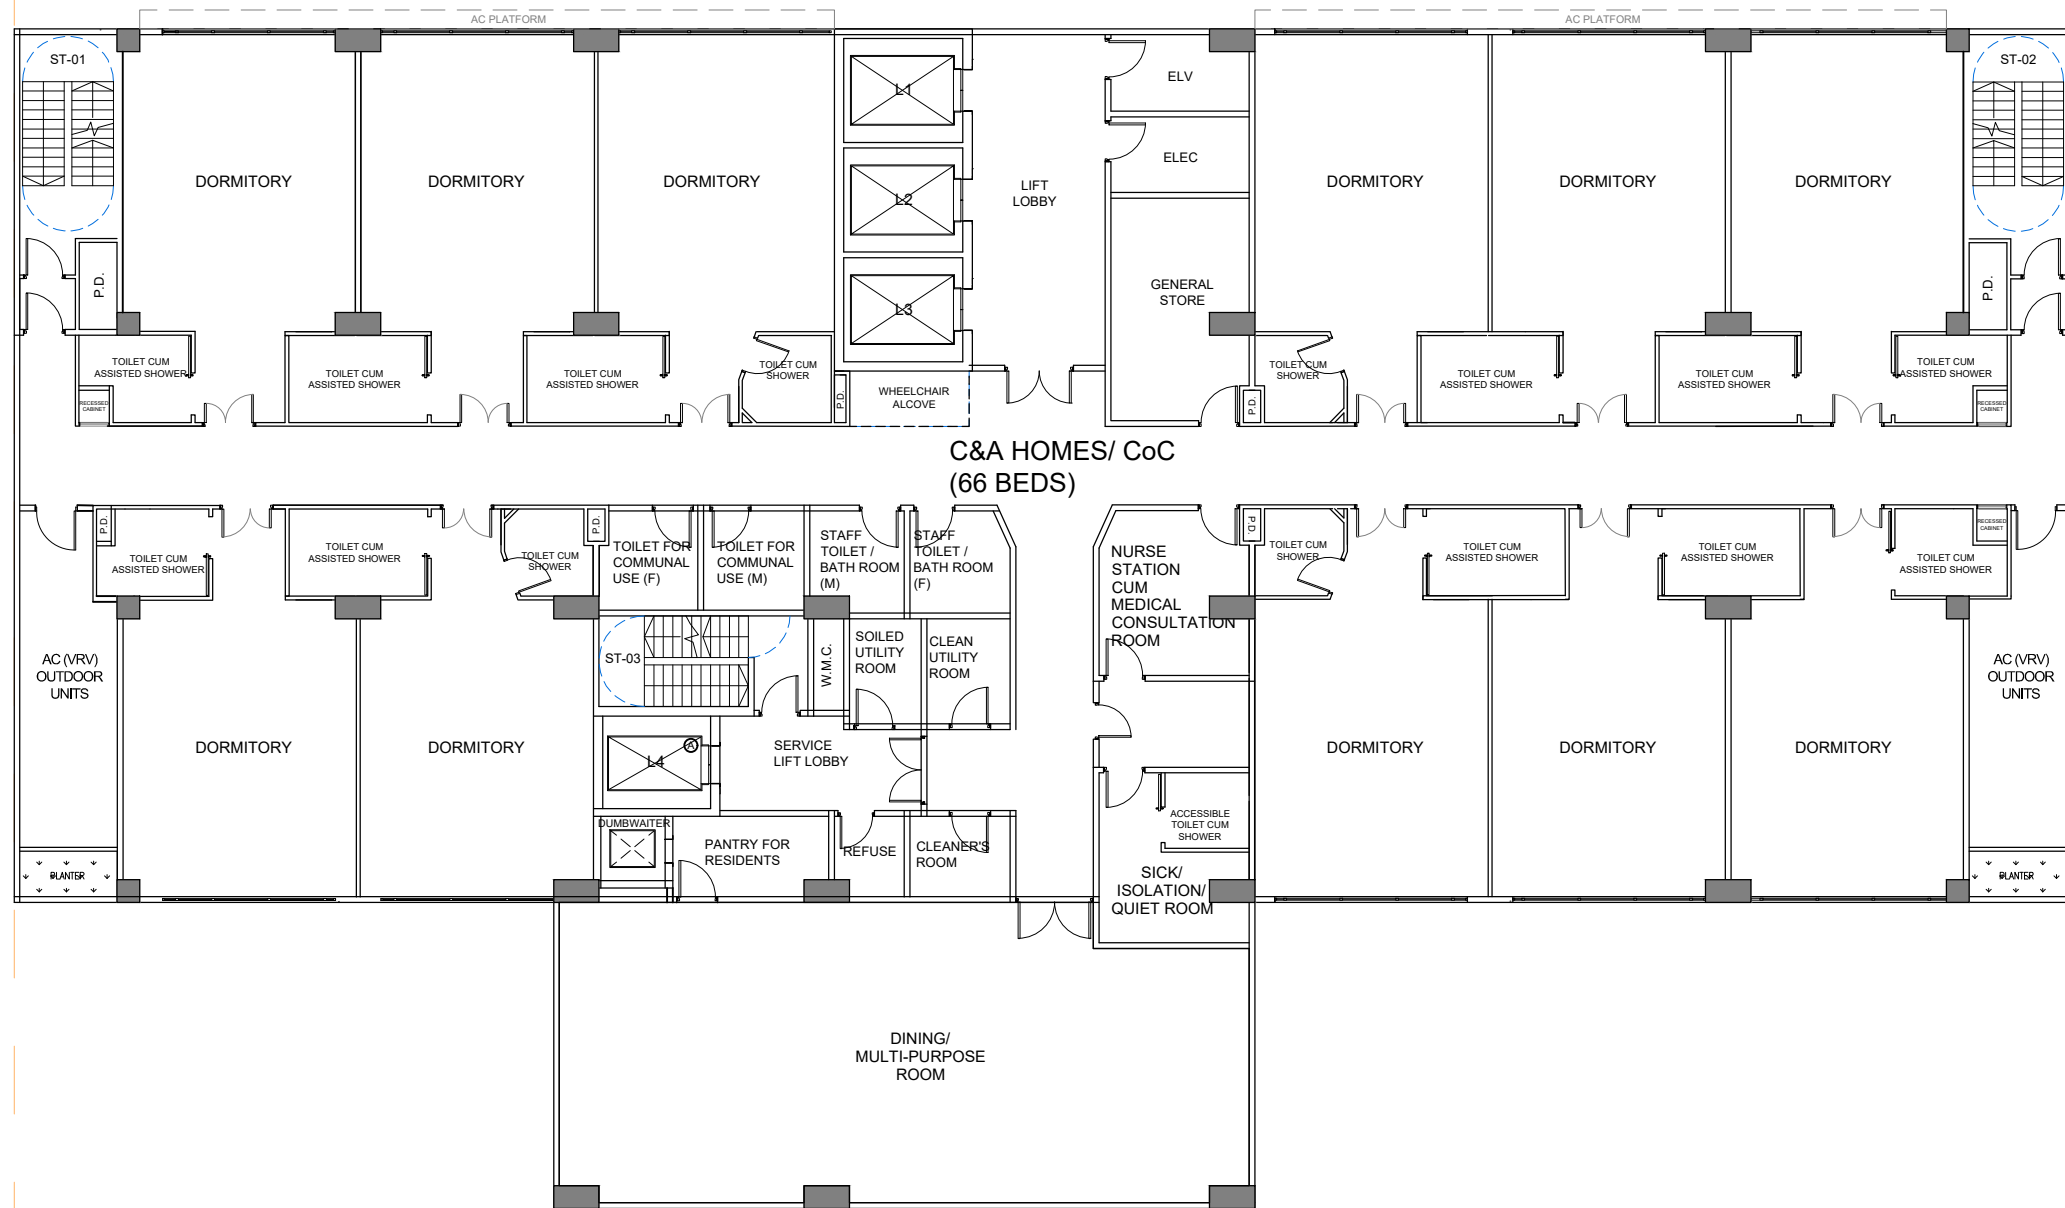 AC PLATFORM
AC PLATFORM
ST-01
DORMITORY
DORMITORY
DORMITORY
L1
L2
L3
LIFT
LOBBY
ELV
ELEC
GENERAL
STORE
DORMITORY
DORMITORY
DORMITORY
ST-02
P.D.
P.D.
TOILET CUM
ASSISTED SHOWER
RECESSED
CABINET
TOILET CUM
ASSISTED SHOWER
TOILET CUM
ASSISTED SHOWER
TOILET CUM
SHOWER
P.D.
WHEELCHAIR
ALCOVE
P.D.
TOILET CUM
SHOWER
TOILET CUM
ASSISTED SHOWER
TOILET CUM
ASSISTED SHOWER
TOILET CUM
ASSISTED SHOWER
RECESSED
CABINET
C&A HOMES/ CoC
(66 BEDS)
P.D.
TOILET CUM
ASSISTED SHOWER
TOILET CUM
ASSISTED SHOWER
TOILET CUM
SHOWER
P.D.
TOILET FOR
COMMUNAL
USE (F)
TOILET FOR
COMMUNAL
USE (M)
STAFF
TOILET /
BATH ROOM
(M)
STAFF
TOILET /
BATH ROOM
(F)
NURSE
STATION
CUM
MEDICAL
CONSULTATION
ROOM
P.D.
TOILET CUM
SHOWER
TOILET CUM
ASSISTED SHOWER
TOILET CUM
ASSISTED SHOWER
TOILET CUM
ASSISTED SHOWER
RECESSED
CABINET
AC (VRV)
OUTDOOR
UNITS
DORMITORY
DORMITORY
ST-03
W.M.C.
SOILED
UTILITY
ROOM
CLEAN
UTILITY
ROOM
L4
A
SERVICE
LIFT LOBBY
DORMITORY
DORMITORY
DORMITORY
AC (VRV)
OUTDOOR
UNITS
DUMBWAITER
PANTRY FOR
RESIDENTS
REFUSE
CLEANER'S
ROOM
ACCESSIBLE
TOILET CUM
SHOWER
SICK/
ISOLATION/
QUIET ROOM
PLANTER
PLANTER
DINING/
MULTI-PURPOSE
ROOM